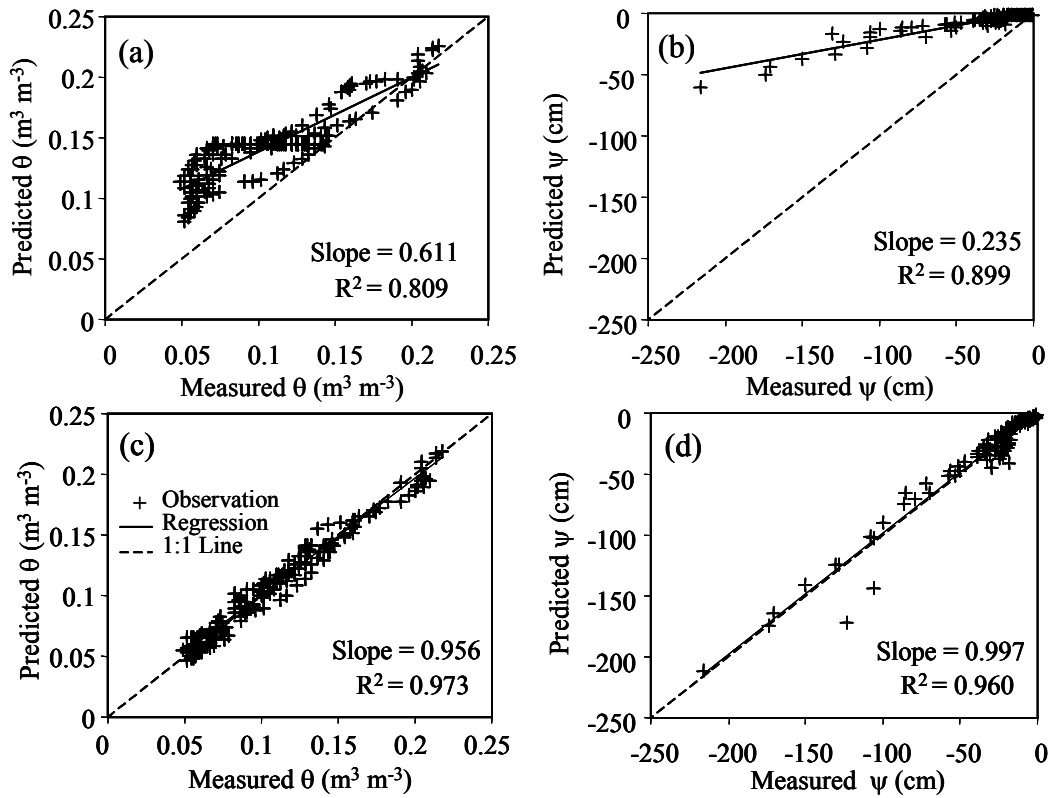 (a)
Predicted θ (m³ m⁻³)
0.25
0.2
0.15
0.1
0.05
0
Slope = 0.611
R² = 0.809
0 0.05 0.1 0.15 0.2 0.25
Measured θ (m³ m⁻³)
(b)
Predicted ψ (cm)
0
-50
-100
-150
-200
-250
Slope = 0.235
R² = 0.899
-250 -200 -150 -100 -50 0
Measured ψ (cm)
(c)
Predicted θ (m³ m⁻³)
0.25
0.2
0.15
0.1
0.05
0
Observation
Regression
1:1 Line
Slope = 0.956
R² = 0.973
0 0.05 0.1 0.15 0.2 0.25
Measured θ (m³ m⁻³)
(d)
Predicted ψ (cm)
0
-50
-100
-150
-200
-250
Slope = 0.997
R² = 0.960
-250 -200 -150 -100 -50 0
Measured ψ (cm)